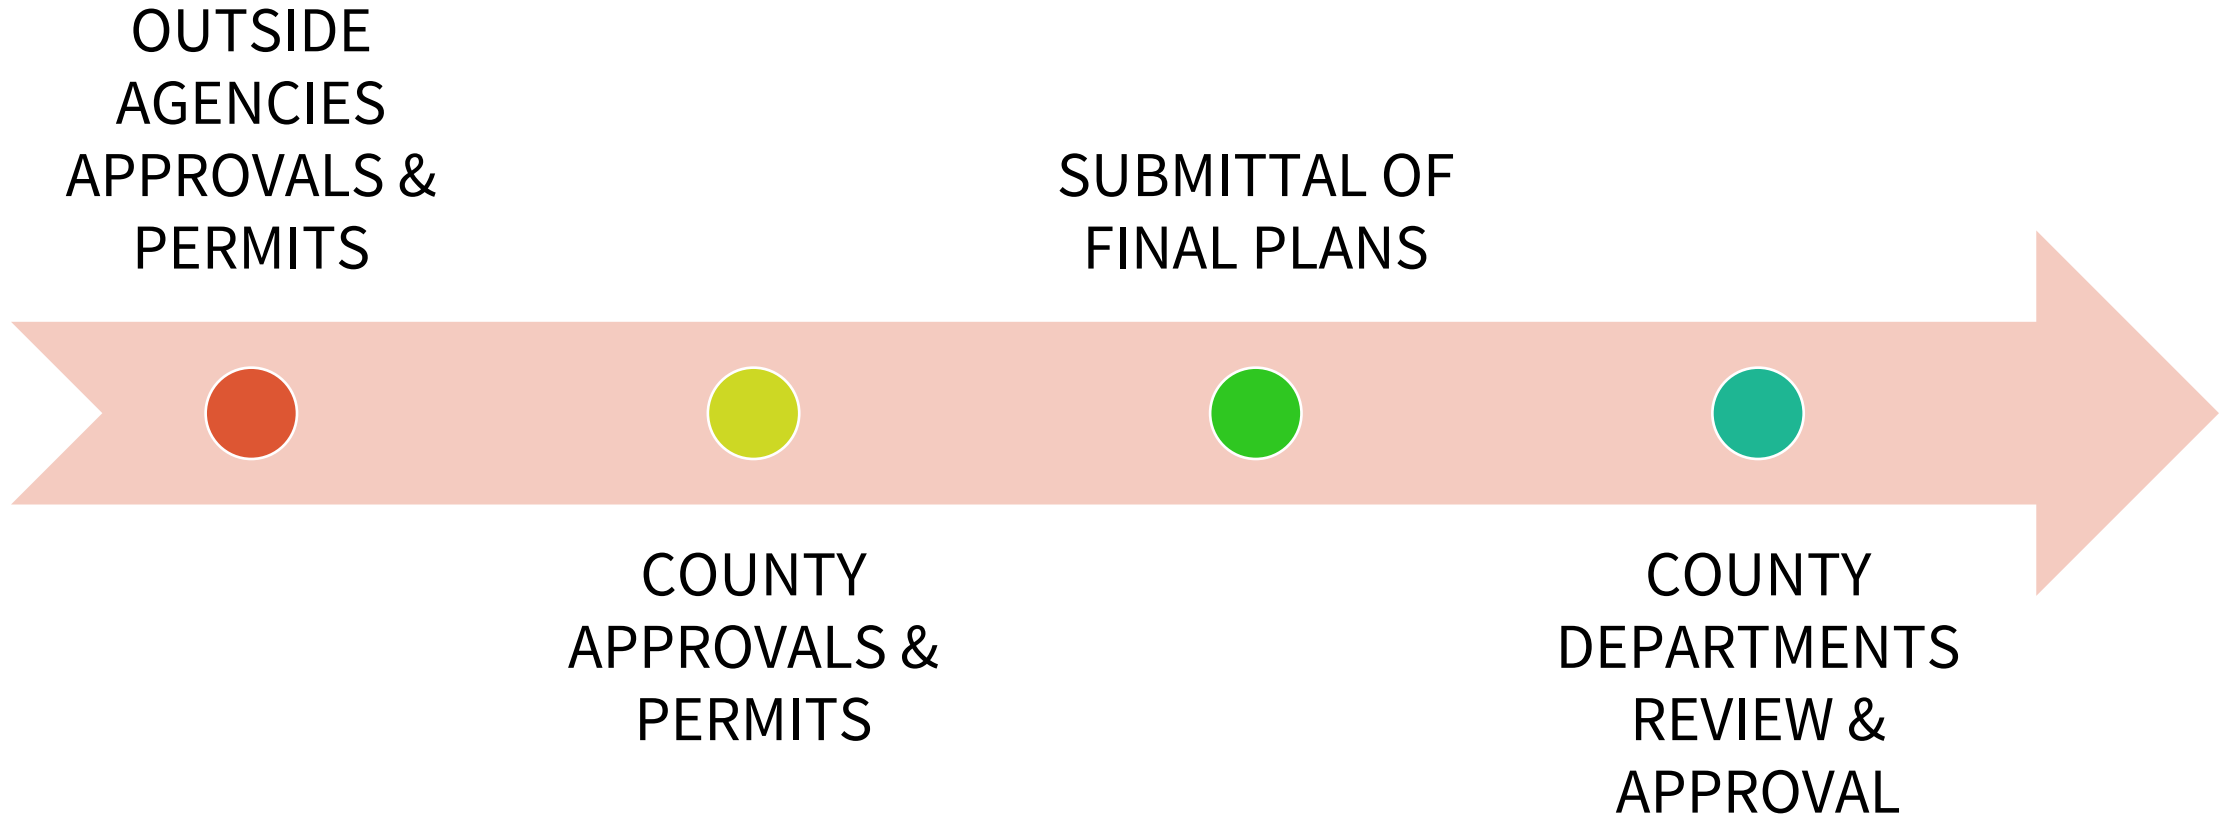 OUTSIDE
AGENCIES
APPROVALS &
PERMITS
COUNTY
APPROVALS &
PERMITS
SUBMITTAL OF
FINAL PLANS
COUNTY
DEPARTMENTS
REVIEW &
APPROVAL